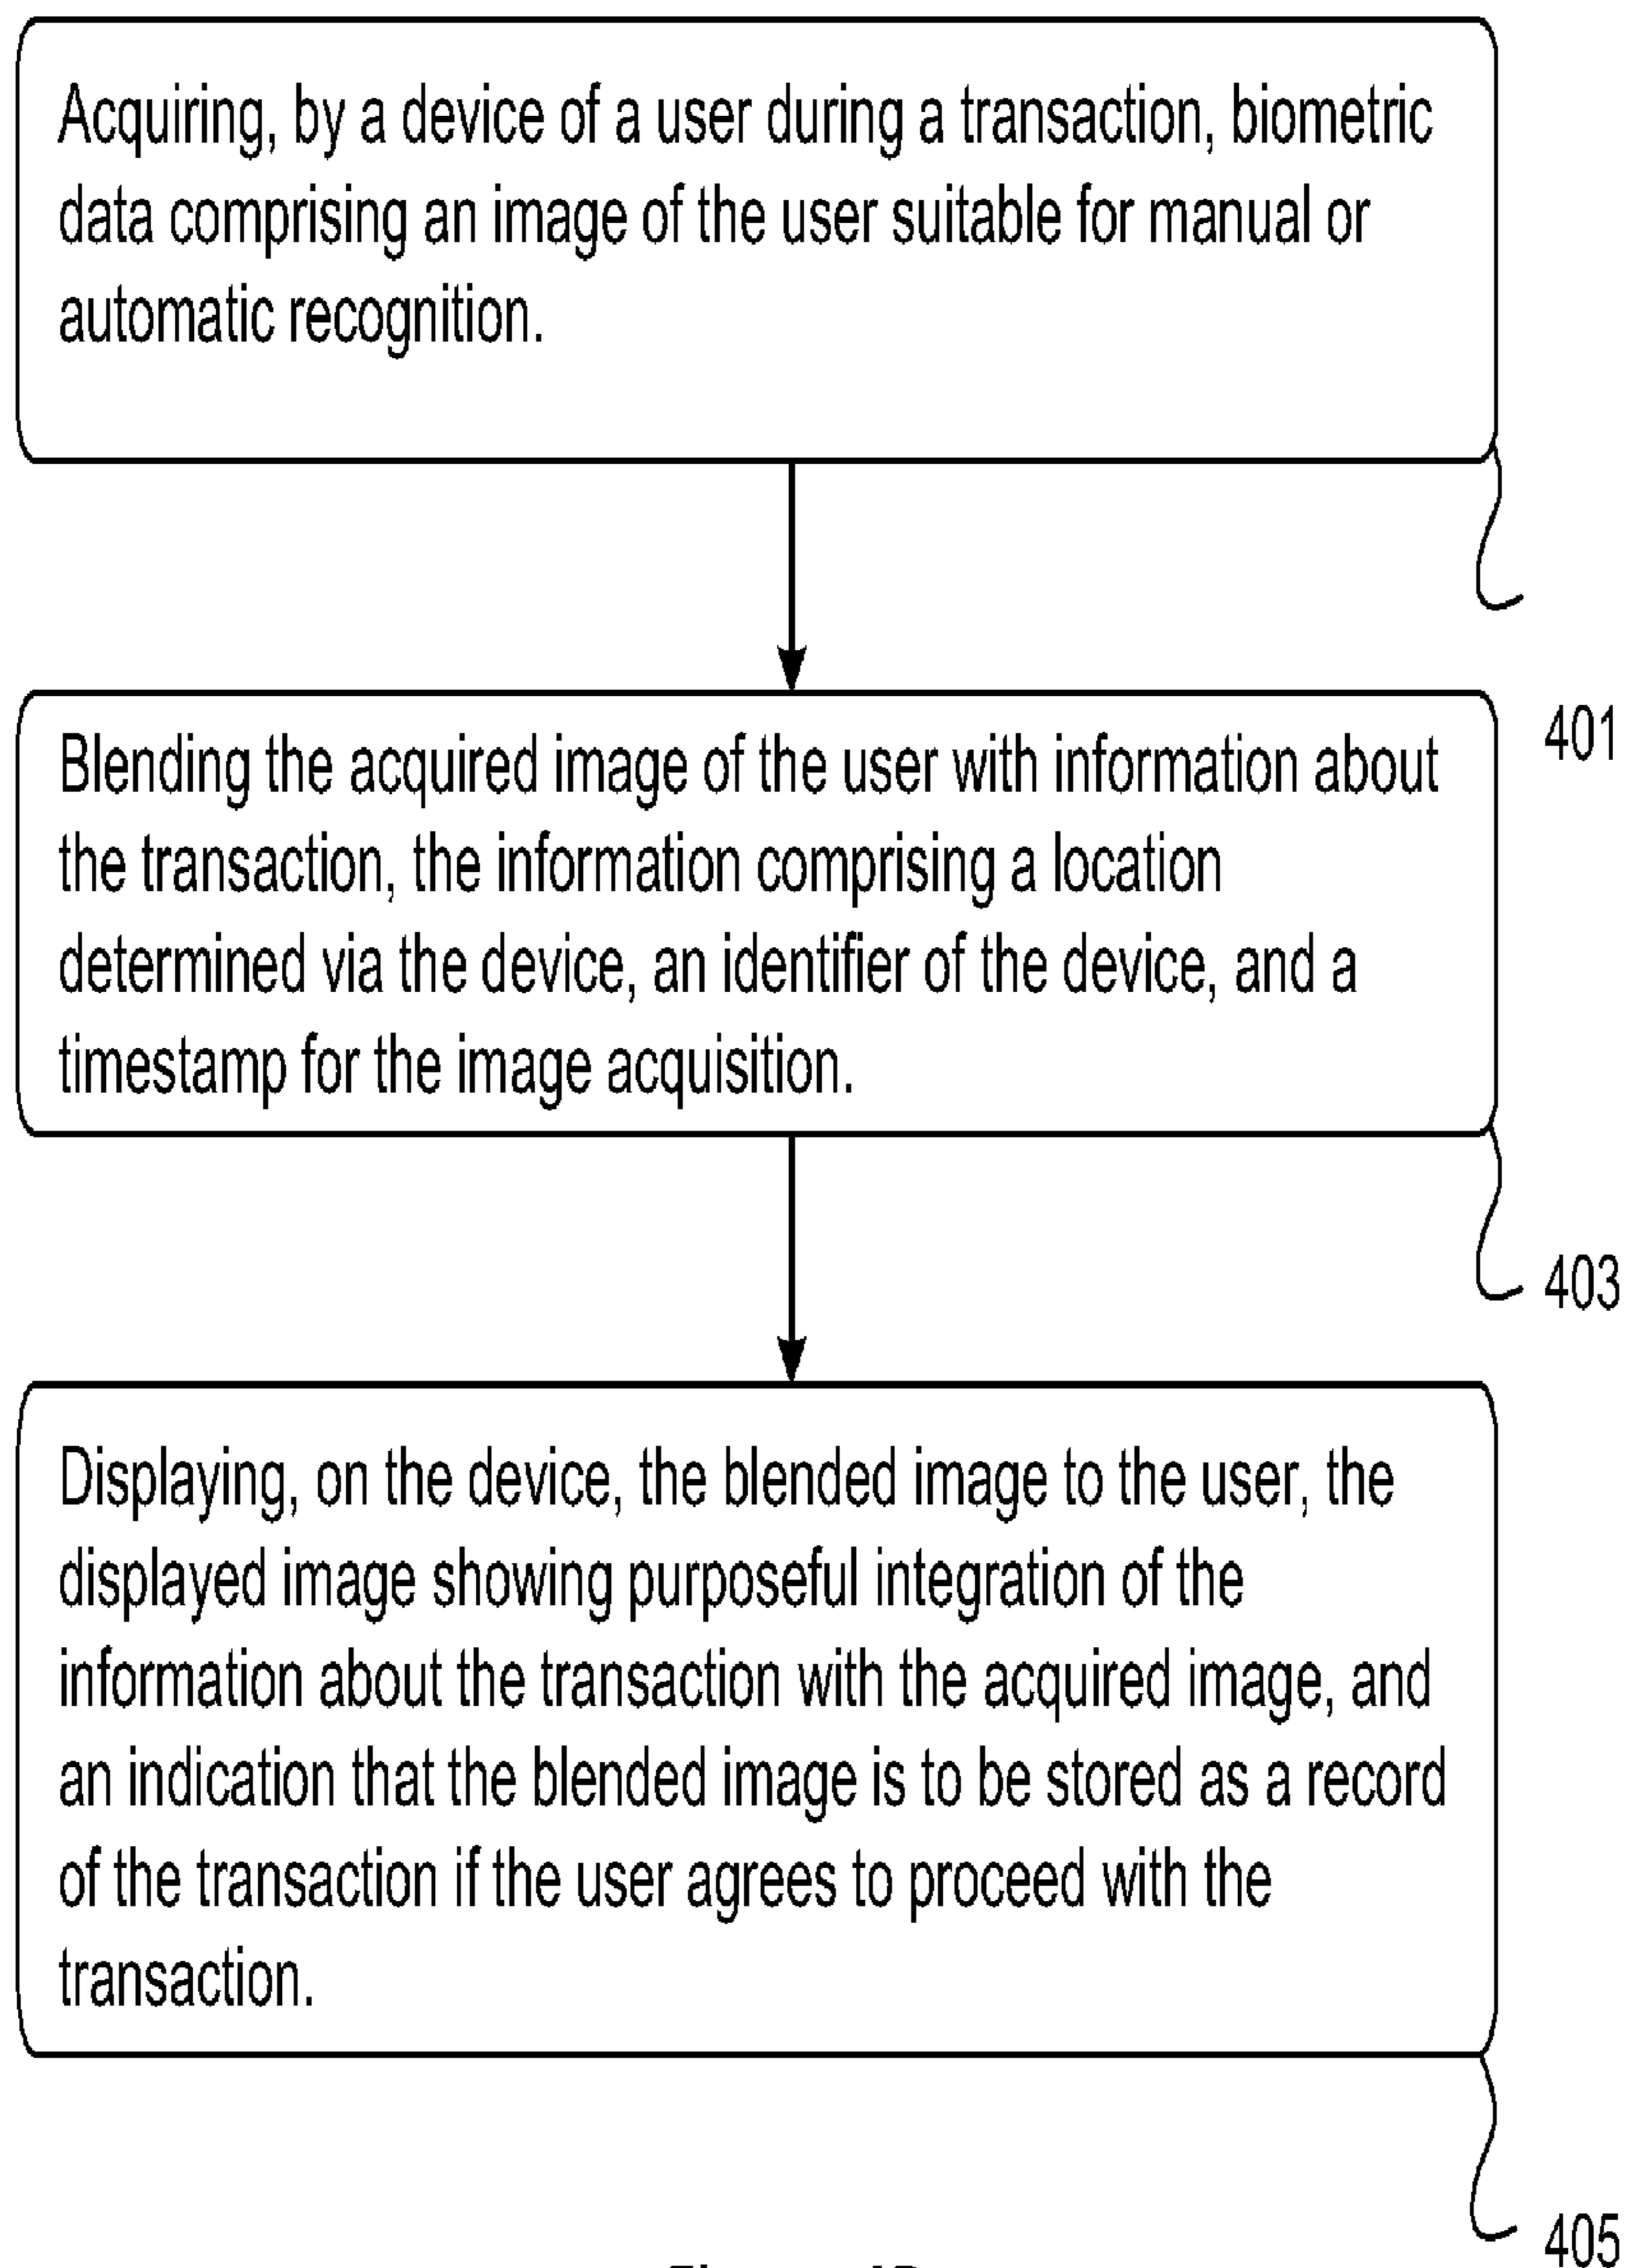 Acquiring, by a device of a user during a transaction, biometric
data comprising an image of the user suitable for manual or
automatic recognition.
401
Blending the acquired image of the user with information about
the transaction, the information comprising a location
determined via the device, an identifier of the device, and a
timestamp for the image acquisition.
403
Displaying, on the device, the blended image to the user, the
displayed image showing purposeful integration of the
information about the transaction with the acquired image, and
an indication that the blended image is to be stored as a record
of the transaction if the user agrees to proceed with the
transaction.
405